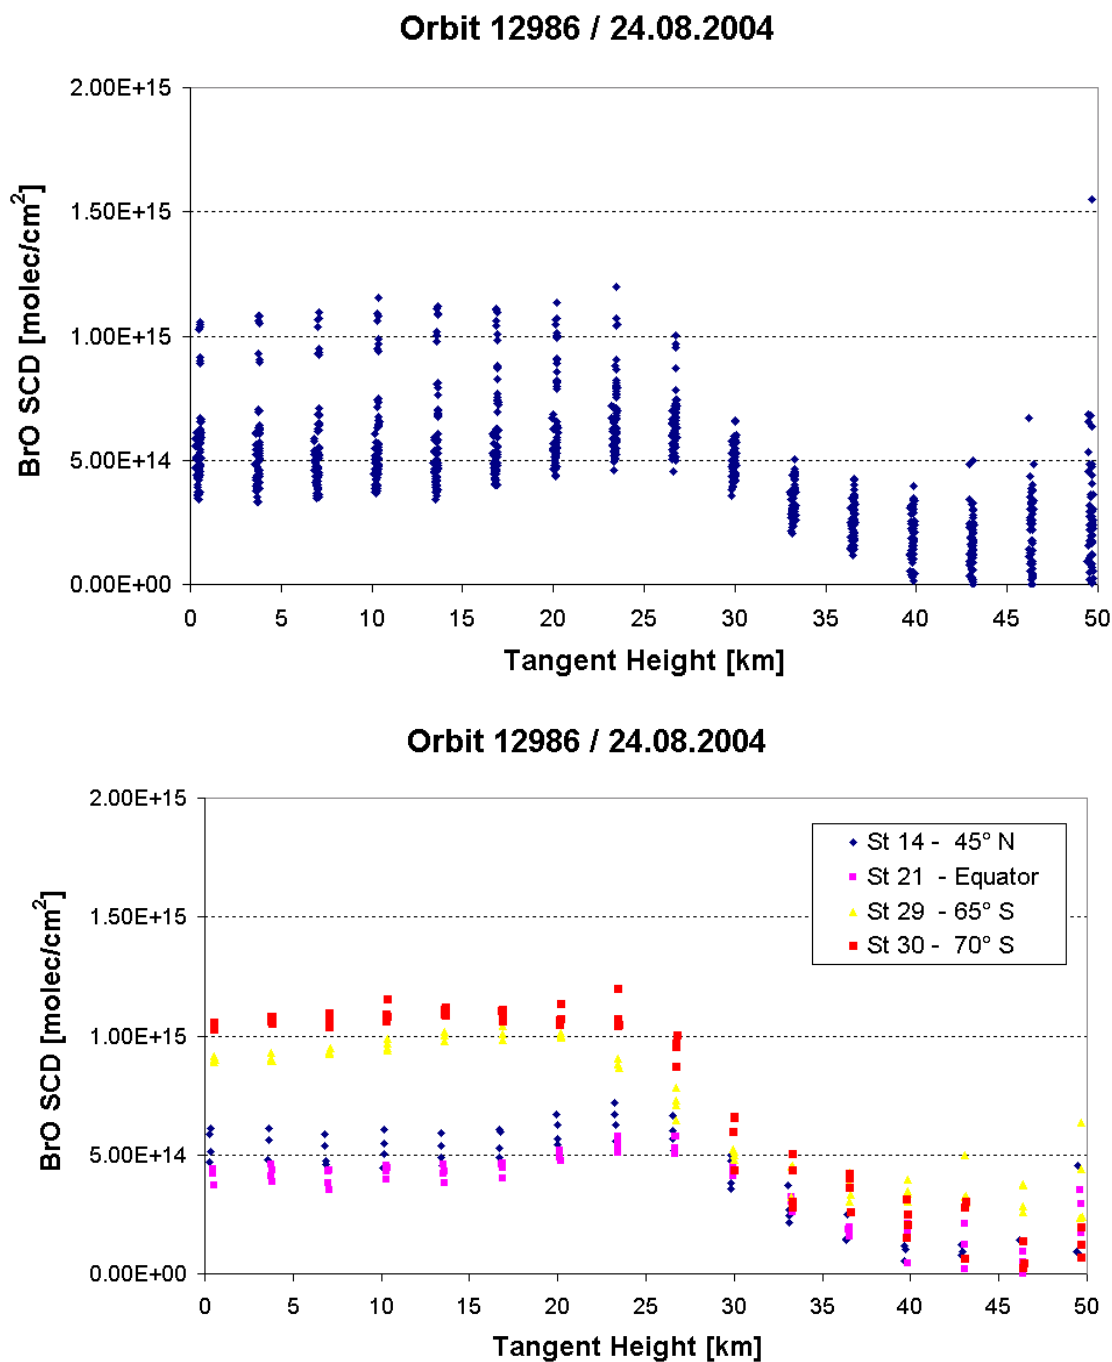 Orbit 12986 / 24.08.2004
2.00E+15
1.50E+15
1.00E+15
5.00E+14
0.00E+00
BrO SCD [molec/cm²]
0 5 10 15 20 25 30 35 40 45 50
Tangent Height [km]
Orbit 12986 / 24.08.2004
2.00E+15
1.50E+15
1.00E+15
5.00E+14
0.00E+00
BrO SCD [molec/cm²]
St 14 - 45° N
St 21 - Equator
St 29 - 65° S
St 30 - 70° S
0 5 10 15 20 25 30 35 40 45 50
Tangent Height [km]